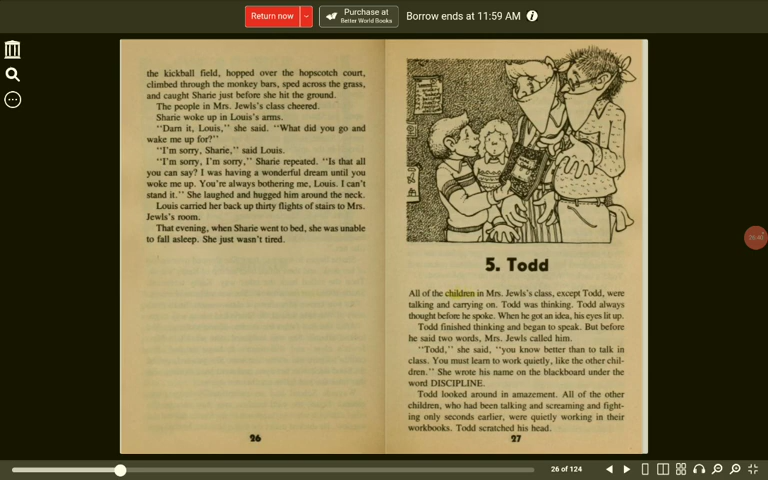 Return now
Purchase at
Better World Books
Borrow ends at 11:59 AM
the kickball field, hopped over the hopscotch court,
climbed through the monkey bars, sped across the grass,
and caught Sharie just before she hit the ground.
The people in Mrs. Jewls's class cheered.
Sharie woke up in Louis's arms.
"Darn it, Louis," she said. "What did you go and
wake me up for?"
"I'm sorry, Sharie," said Louis.
"I'm sorry, I'm sorry," Sharie repeated. "Is that all
you can say? I was having a wonderful dream until you
woke me up. You're always bothering me, Louis. I can't
stand it." She laughed and hugged him around the neck.
Louis carried her back up thirty flights of stairs to Mrs.
Jewls's room.
That evening, when Sharie went to bed, she was unable
to fall asleep. She just wasn't tired.
26
5. Todd
All of the children in Mrs. Jewls's class, except Todd, were
talking and carrying on. Todd was thinking. Todd always
thought before he spoke. When he got an idea, his eyes lit up.
Todd finished thinking and began to speak. But before
he said two words, Mrs. Jewls called him.
"Todd," she said, "you know better than to talk in
class. You must learn to work quietly, like the other chil-
dren." She wrote his name on the blackboard under the
word DISCIPLINE.
Todd looked around in amazement. All of the other
children, who had been talking and screaming and fight-
ing only seconds earlier, were quietly working in their
workbooks. Todd scratched his head.
27
26 of 124